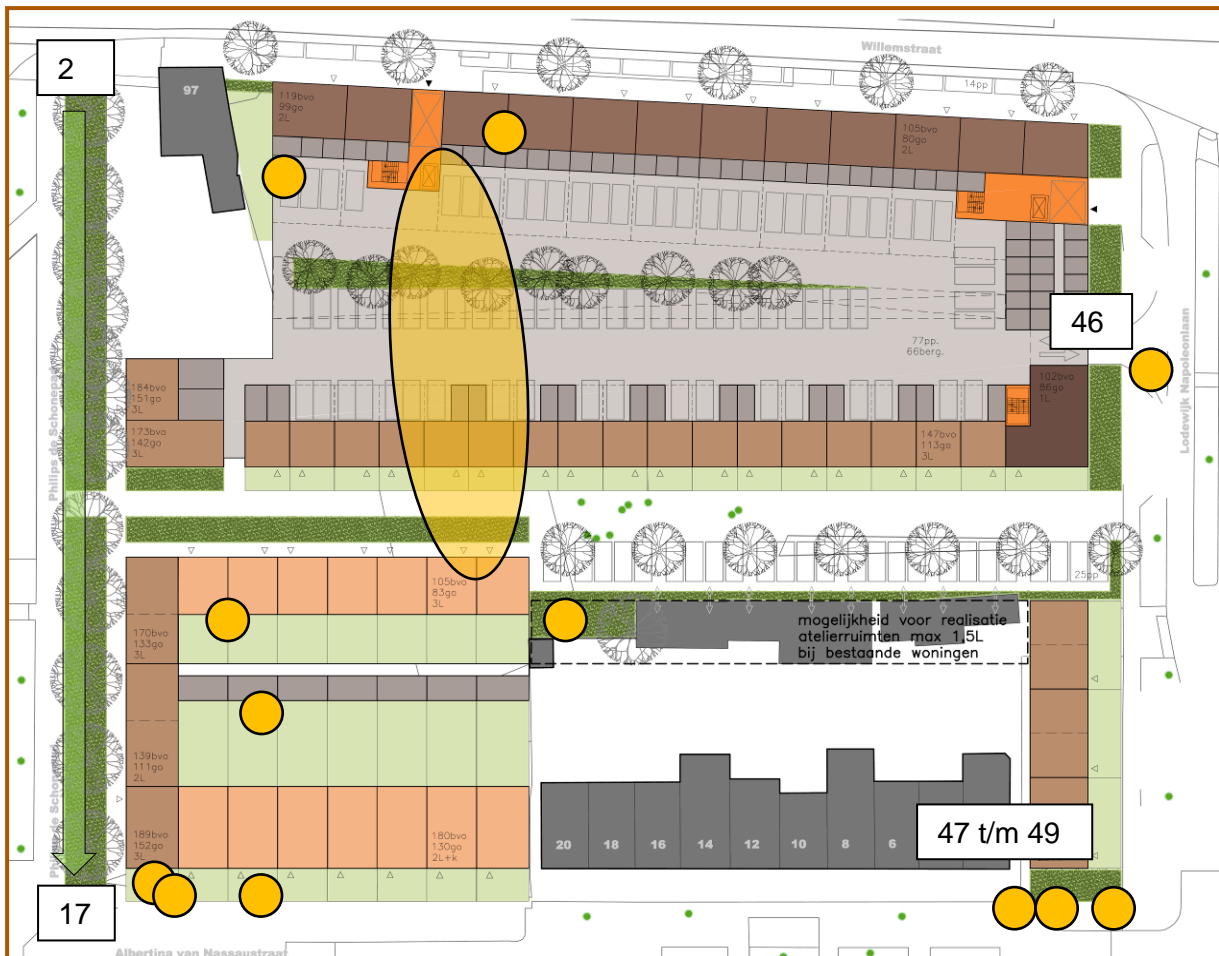 Willemstraat
2
14pp
97
119bvo
99go
2L
105bvo
80go
2L
46
77pp.
66berg.
Lodewijk Napoleonlaan
Philips de Schonepad
184bvo
151go
3L
173bvo
142go
3L
102bvo
86go
1L
147bvo
113go
3L
105bvo
83go
3L
25pp
170bvo
133go
3L
mogelijkheid voor realisatie
atelierruimten max 1,5L
bij bestaande woningen
139bvo
111go
2L
189bvo
152go
3L
180bvo
130go
2L+k
20
18
16
14
12
10
8
6
47 t/m 49
17
Albertina van Nassaustraat